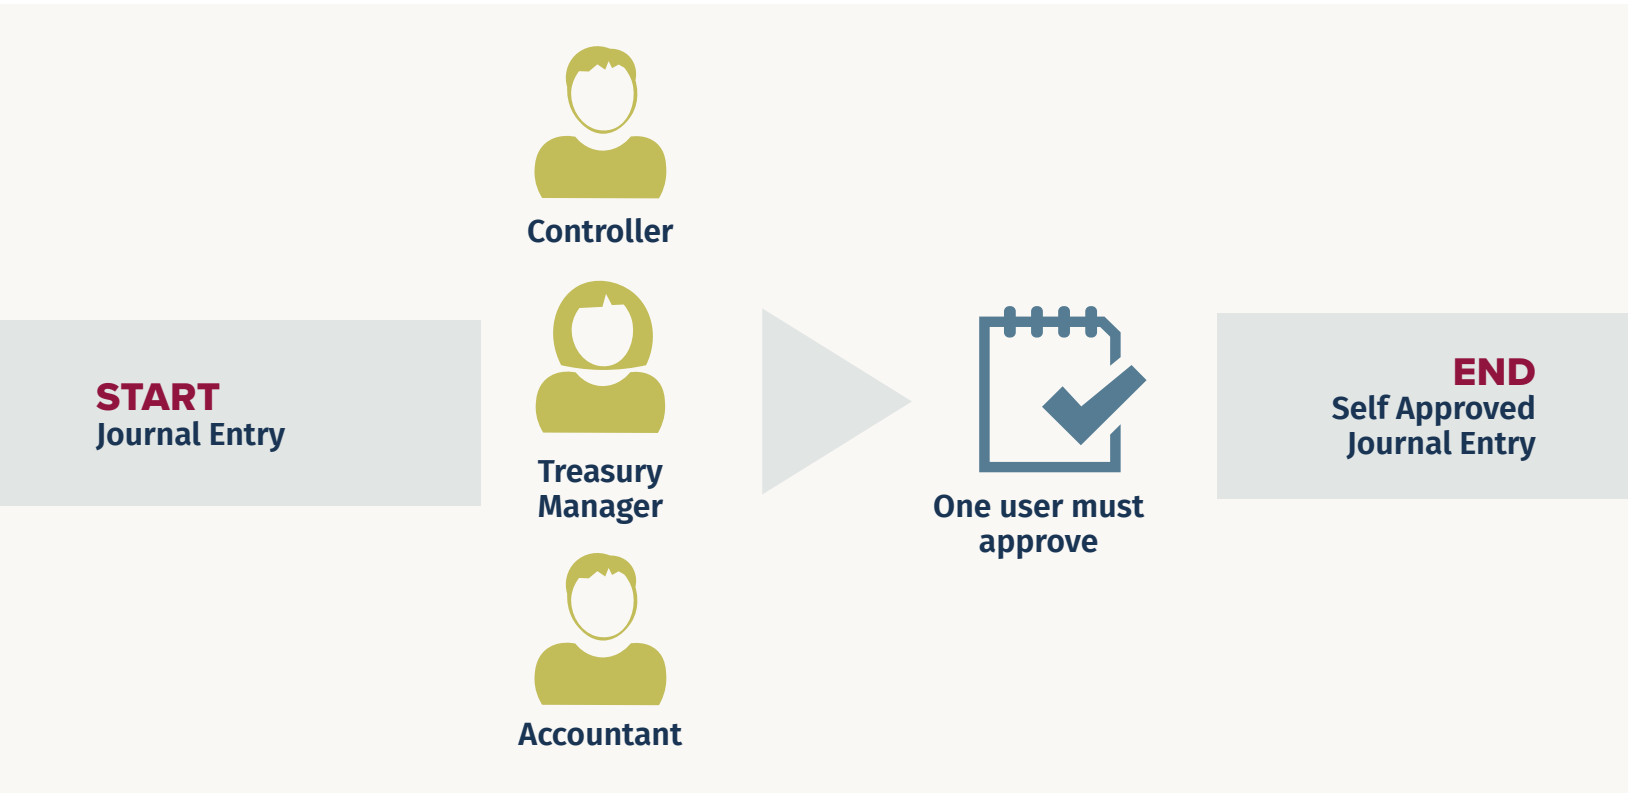 START
Journal Entry
Controller
Treasury
Manager
Accountant
One user must
approve
END
Self Approved
Journal Entry